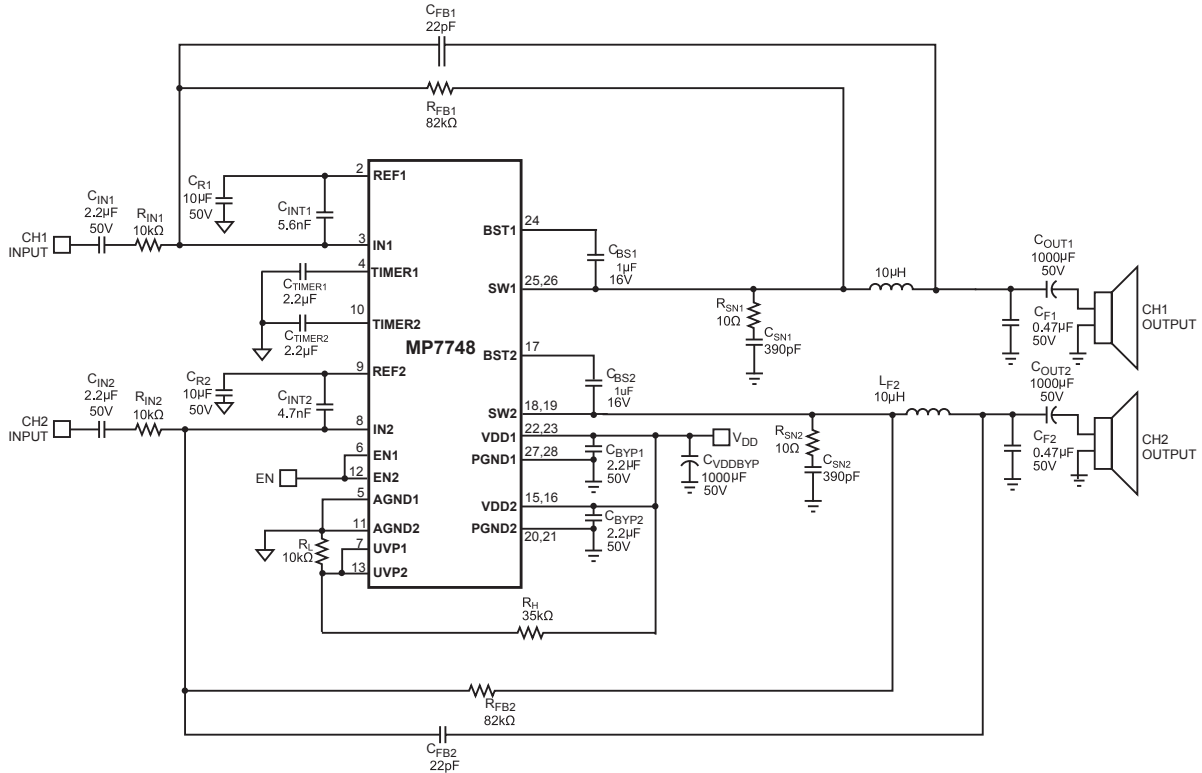 CFB1
22pF
RFB1
82kΩ
CR1
10µF
50V
CINT1
5.6nF
2
REF1
CIN1
2.2µF
50V
RIN1
10kΩ
CH1
INPUT
3
IN1
4
TIMER1
CTIMER1
2.2µF
10
TIMER2
CTIMER2
2.2µF
MP7748
24
BST1
CBS1
1µF
16V
25,26
SW1
10µH
COUT1
1000µF
50V
RSN1
10Ω
CSN1
390pF
CF1
0.47µF
50V
CH1
OUTPUT
17
BST2
CBS2
1uF
16V
9
REF2
CR2
10µF
50V
CINT2
4.7nF
CIN2
2.2µF
50V
RIN2
10kΩ
CH2
INPUT
8
IN2
18,19
SW2
LF2
10µH
COUT2
1000µF
50V
RSN2
10Ω
CSN2
390pF
CF2
0.47µF
50V
CH2
OUTPUT
22,23
VDD1
VDD
CBYP1
2.2µF
50V
CVDDBYP
1000µF
50V
27,28
PGND1
6
EN1
EN
12
EN2
5
AGND1
15,16
VDD2
CBYP2
2.2µF
50V
11
AGND2
PGND2
20,21
RL
10kΩ
7
UVP1
13
UVP2
RH
35kΩ
RFB2
82kΩ
CFB2
22pF